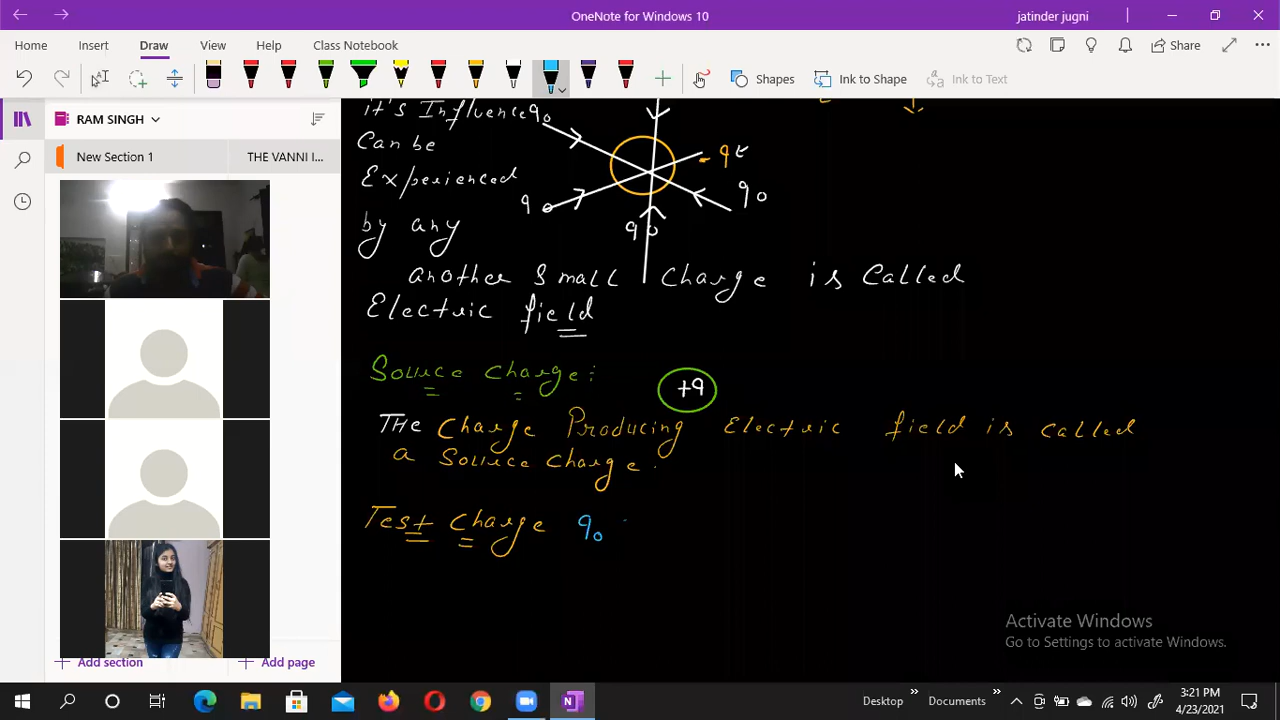 OneNote for Windows 10
jatinder jugni
Home Insert Draw View Help Class Notebook
Share
Shapes Ink to Shape Ink to Text
RAM SINGH
New Section 1
THE VANNI I...
it's Influence q0
Can be
Experienced
q0
by any
q0
q0
another Small Charge is Called
Electric field
Source Charge:
+q
THe Charge Producing Electric field is called
a Source Charge.
Test Charge q0
Activate Windows
Go to Settings to activate Windows.
Add section Add page
Desktop Documents
3:21 PM
4/23/2021